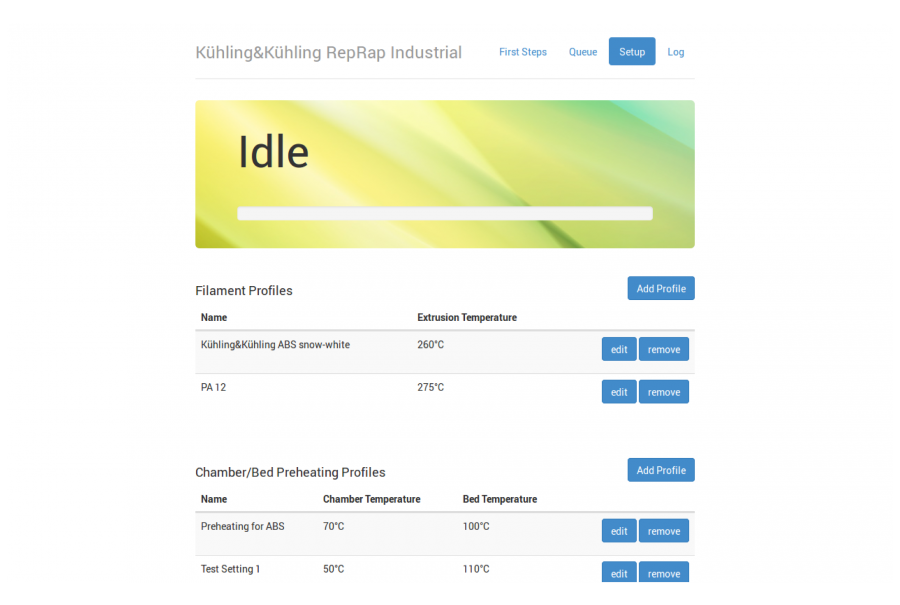 Kühling&Kühling RepRap Industrial First Steps Queue Setup Log
Idle
Filament Profiles Add Profile
Name Extrusion Temperature
Kühling&Kühling ABS snow-white 260°C edit remove
PA 12 275°C edit remove
Chamber/Bed Preheating Profiles Add Profile
Name Chamber Temperature Bed Temperature
Preheating for ABS 70°C 100°C edit remove
Test Setting 1 50°C 110°C edit remove